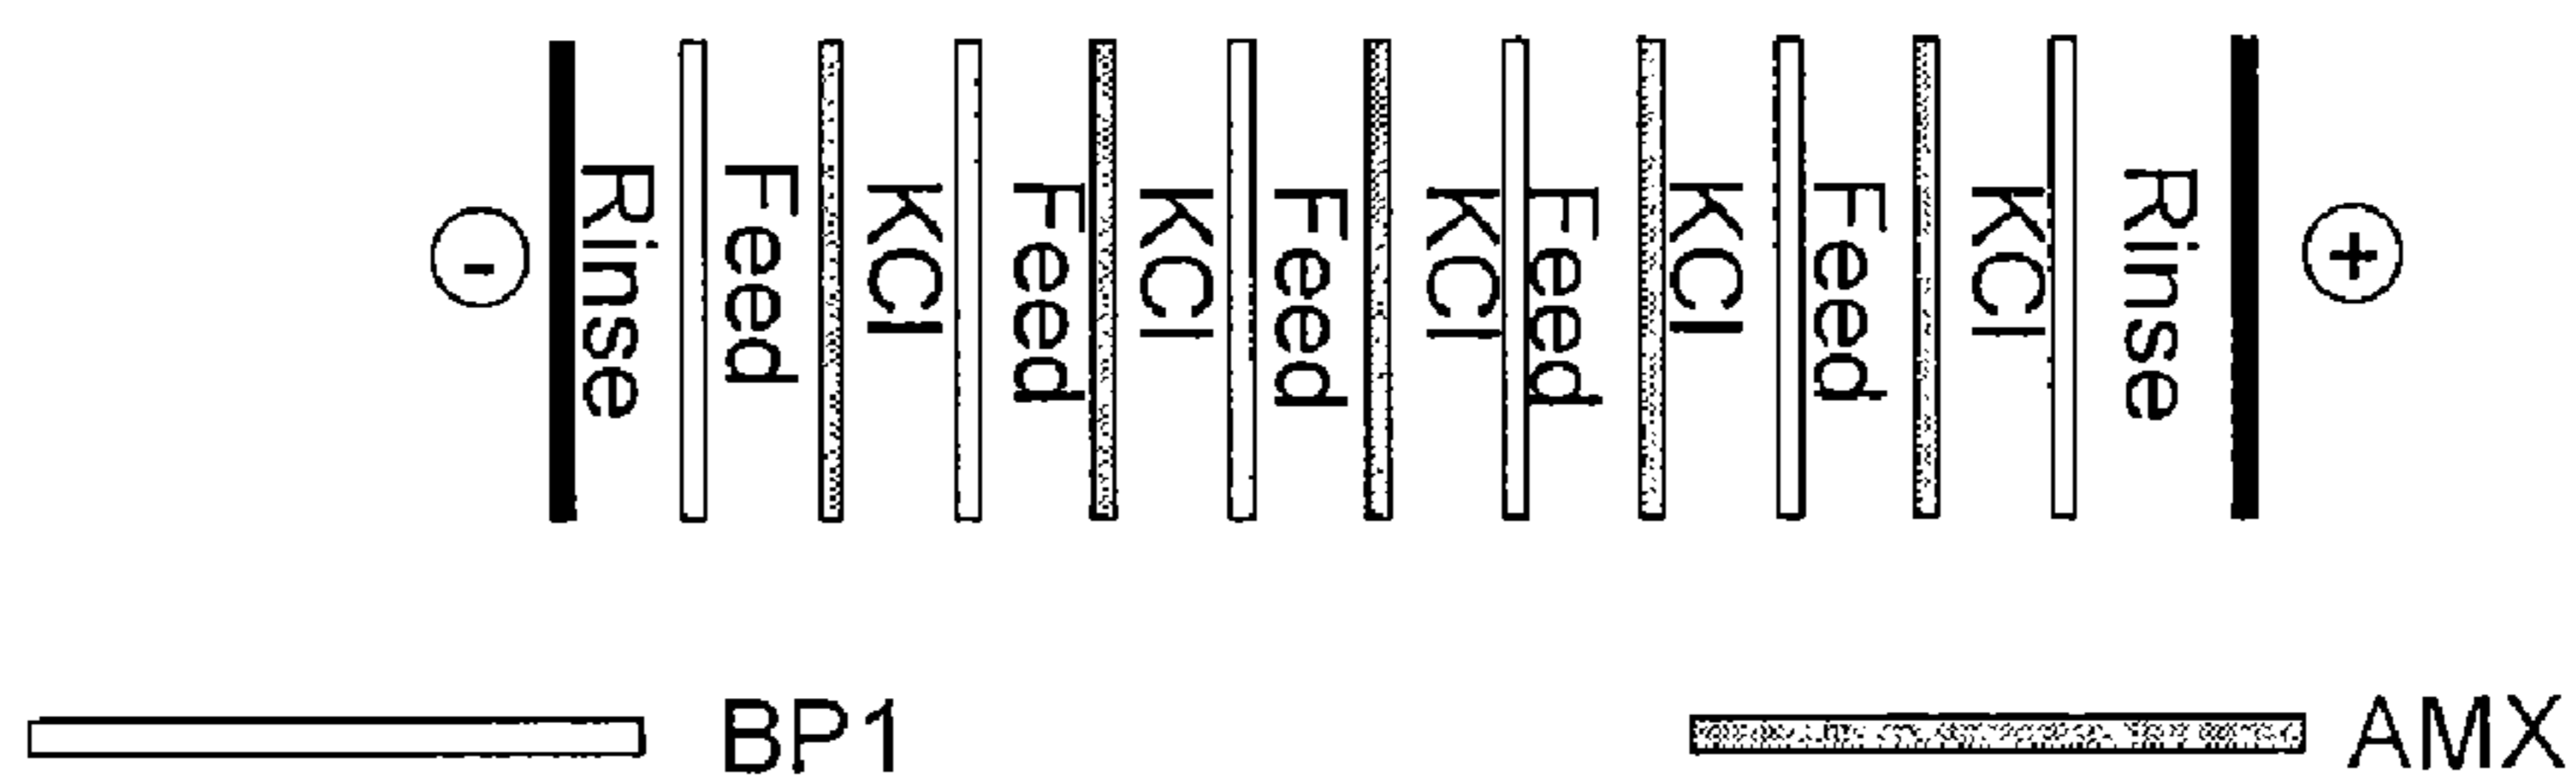 -
Rinse
Feed
KCl
Feed
KCl
Feed
KCl
Feed
KCl
Feed
KCl
Rinse
+
BP1
AMX